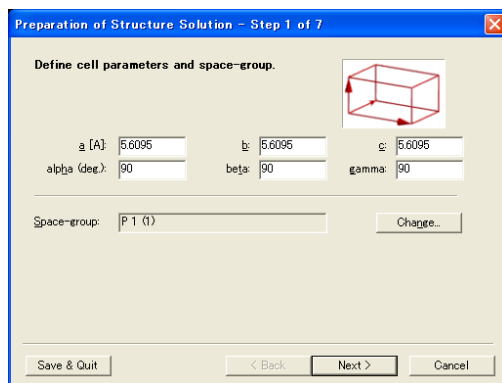 Preparation of Structure Solution - Step 1 of 7
Define cell parameters and space-group.
a [A]: 5.6095 b: 5.6095 c: 5.6095
alpha (deg.): 90 beta: 90 gamma: 90
Space-group: P 1 (1) Change...
Save & Quit < Back Next > Cancel